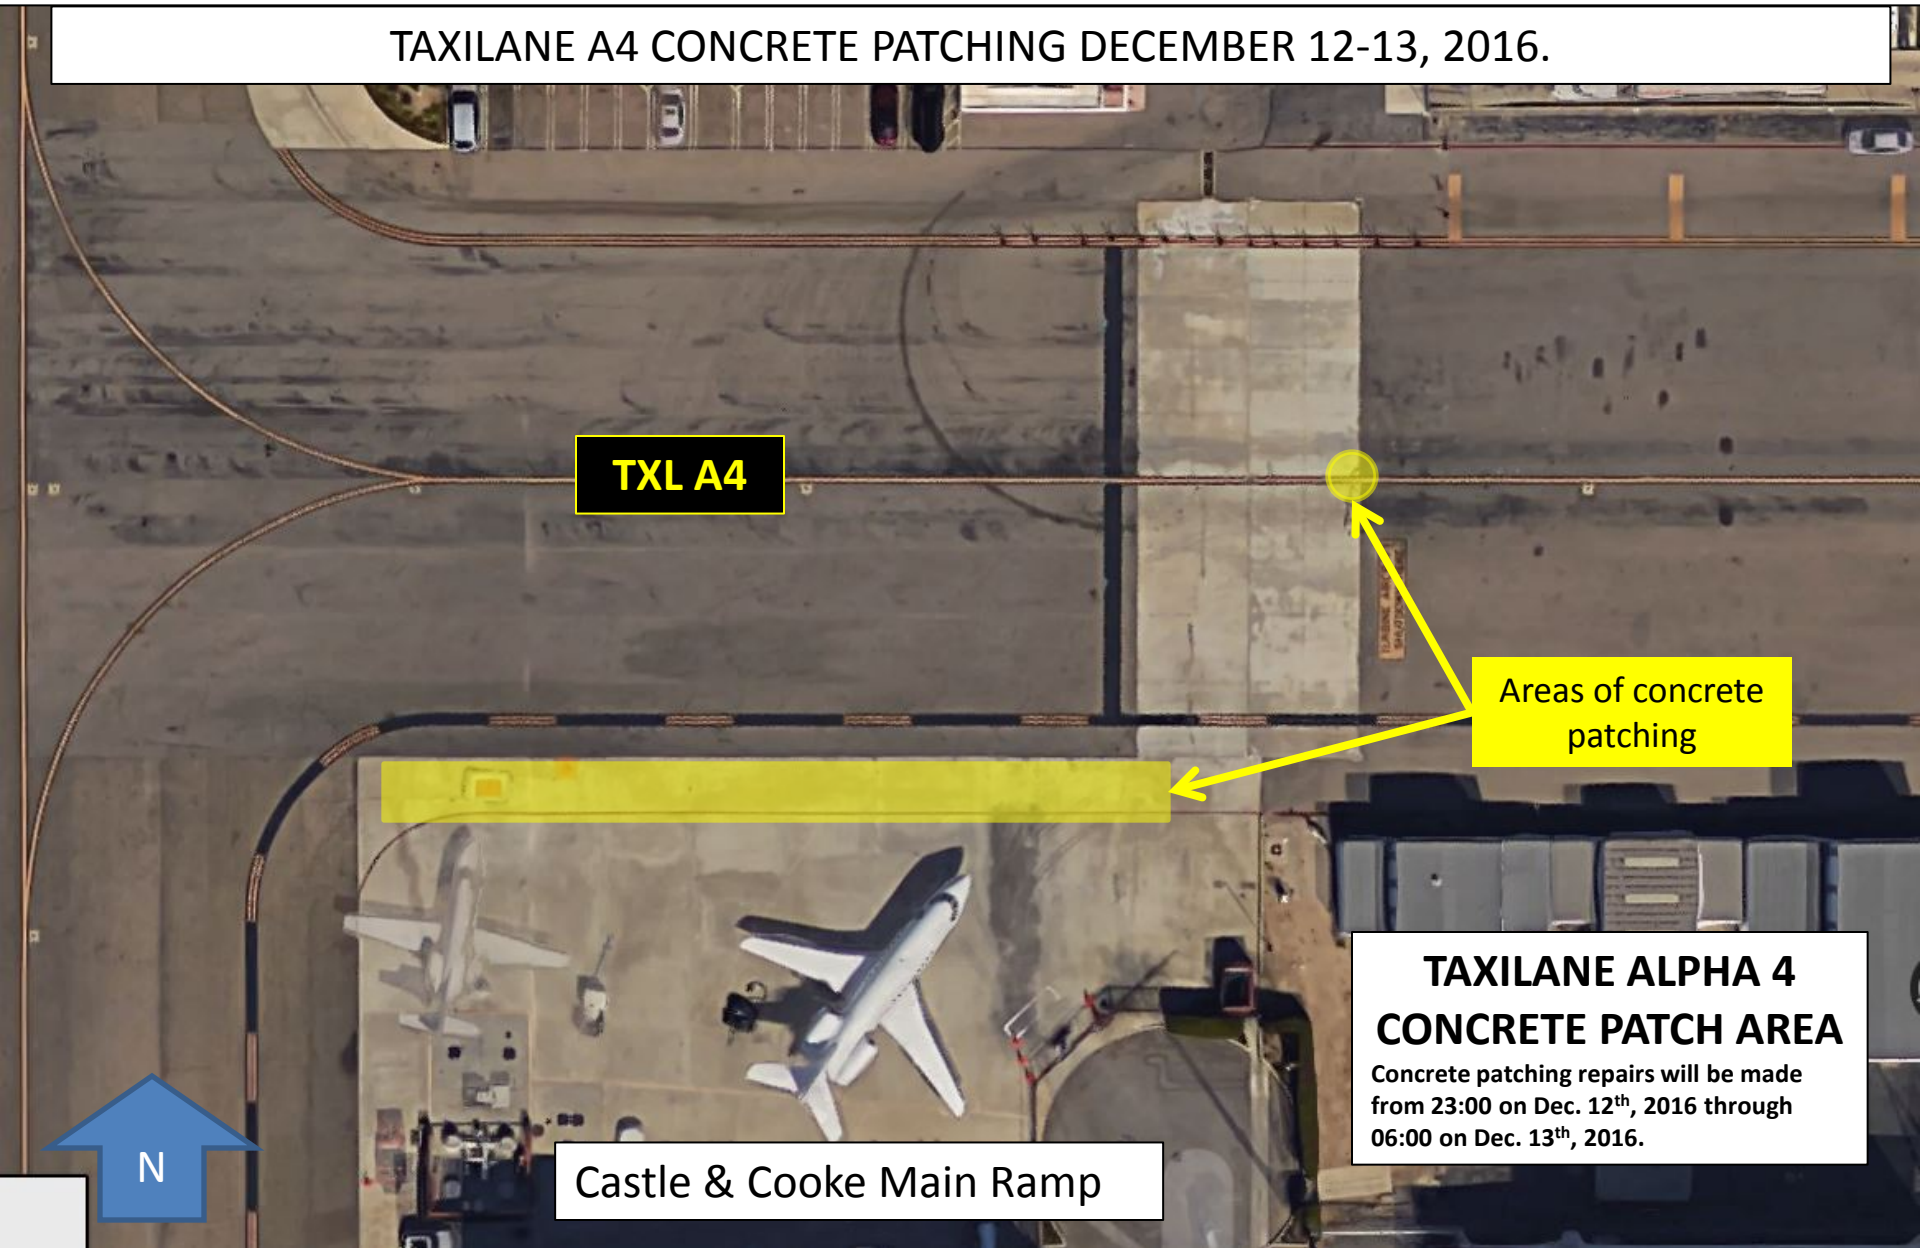 TAXILANE A4 CONCRETE PATCHING DECEMBER 12-13, 2016.
TXL A4
Areas of concrete
patching
TAXILANE ALPHA 4
CONCRETE PATCH AREA
Concrete patching repairs will be made
from 23:00 on Dec. 12th, 2016 through
06:00 on Dec. 13th, 2016.
N
Castle & Cooke Main Ramp